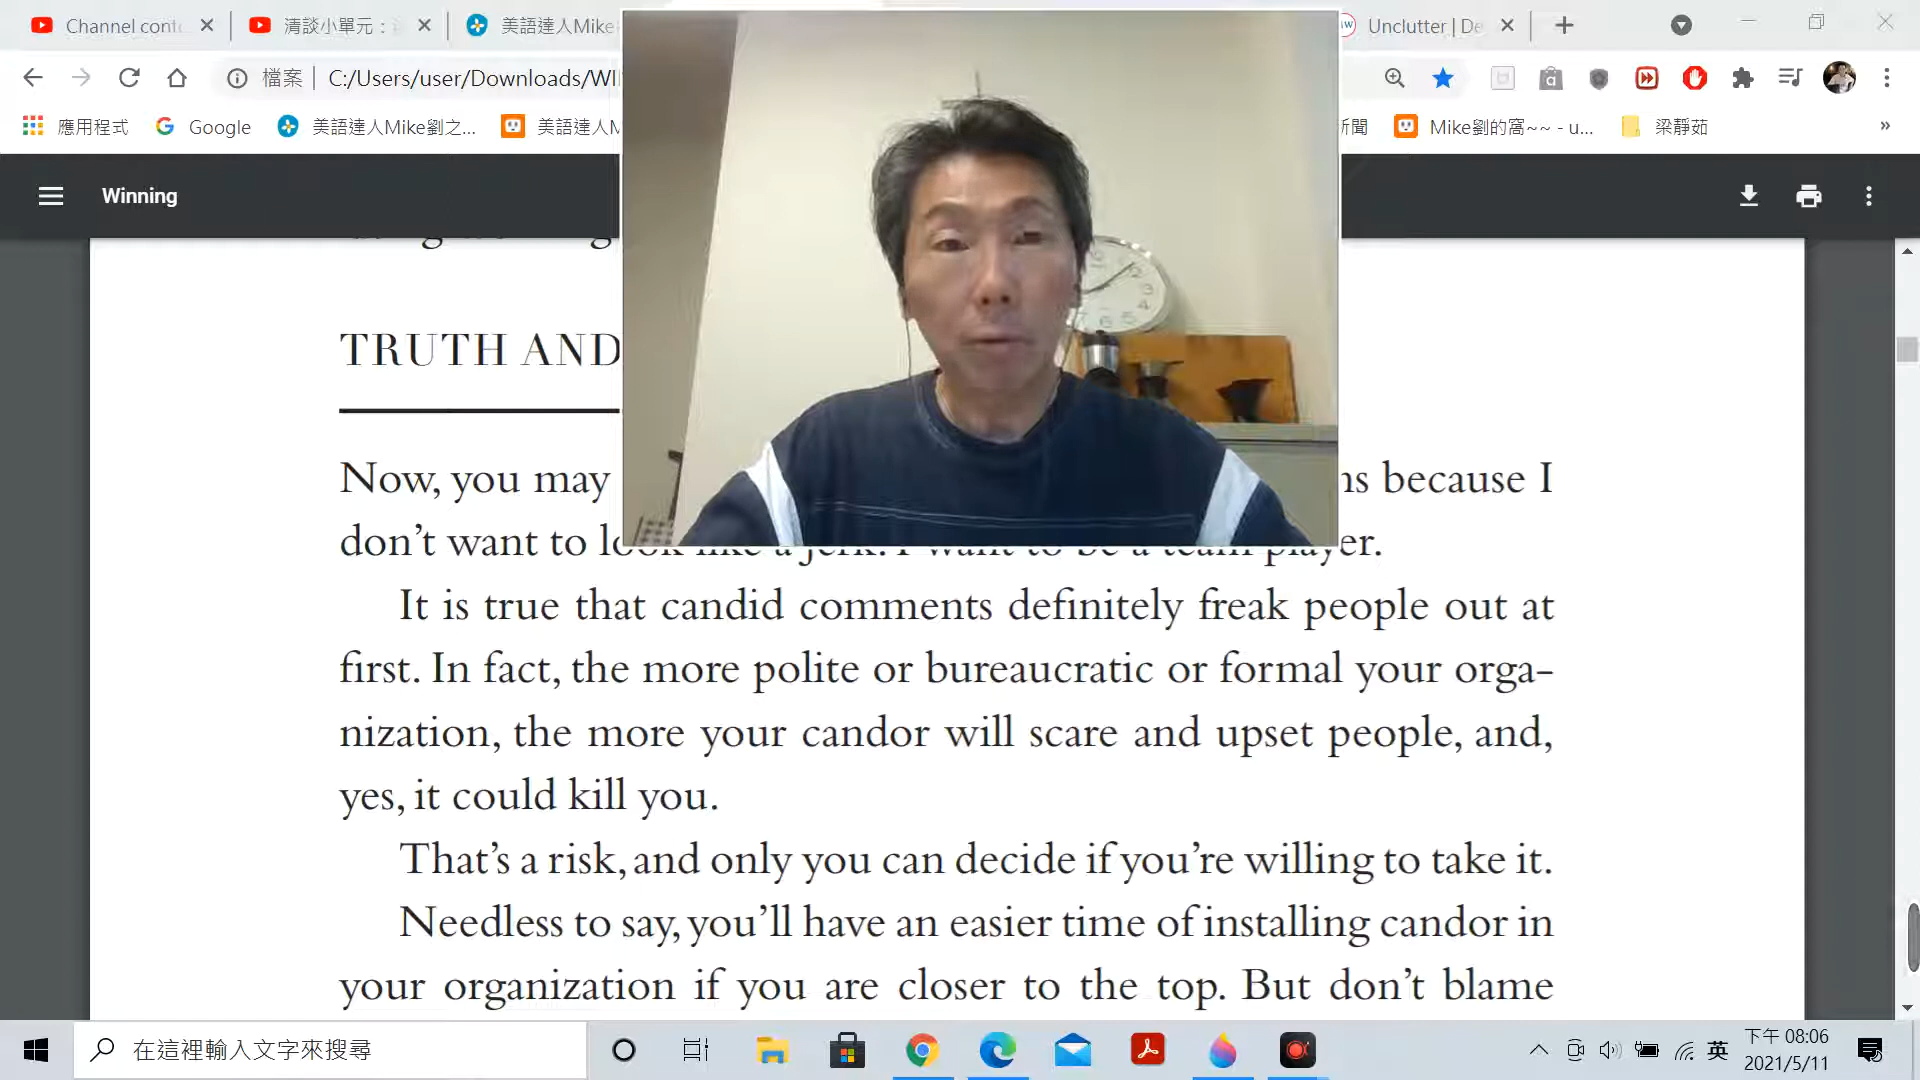 Channel cont
清談小單元：
美語達人Mike
Unclutter | De
檔案
C:/Users/user/Downloads/WI
應用程式
Google
美語達人Mike劉之...
美語達人M
新聞
Mike劉的窩~~ - u...
梁靜茹
»
Winning
TRUTH AND
Now, you may
because I
don't want to look like a jerk. I want to be a team player.
It is true that candid comments definitely freak people out at
first. In fact, the more polite or bureaucratic or formal your orga-
nization, the more your candor will scare and upset people, and,
yes, it could kill you.
That's a risk, and only you can decide if you're willing to take it.
Needless to say, you'll have an easier time of installing candor in
your organization if you are closer to the top. But don't blame
在這裡輸入文字來搜尋
英
下午 08:06
2021/5/11